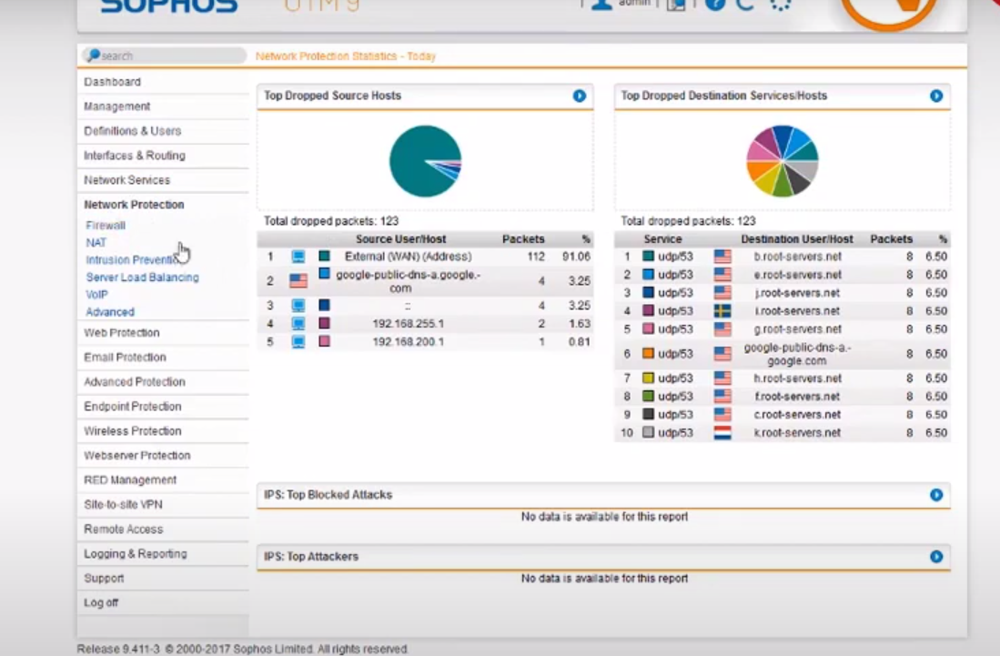 SOPHOS UTM 9
admin
search
Network Protection Statistics - Today
Dashboard
Management
Definitions & Users
Interfaces & Routing
Network Services
Network Protection
Firewall
NAT
Intrusion
Server Load Balancing
VoIP
Advanced
Web Protection
Email Protection
Advanced Protection
Endpoint Protection
Wireless Protection
Webserver Protection
RED Management
Site-to-site VPN
Remote Access
Logging & Reporting
Support
Log off
Top Dropped Source Hosts
Total dropped packets: 123
Source User/Host Packets %
1 External (WAN) (Address) 112 91.06
2 google-public-dns-a.google.-
com 4 3.25
3 :: 4 3.25
4 192.168.255.1 2 1.63
5 192.168.200.1 1 0.81
Top Dropped Destination Services/Hosts
Total dropped packets: 123
Service Destination User/Host Packets %
1 udp/53 b.root-servers.net 8 6.50
2 udp/53 e.root-servers.net 8 6.50
3 udp/53 j.root-servers.net 8 6.50
4 udp/53 i.root-servers.net 8 6.50
5 udp/53 g.root-servers.net 8 6.50
6 udp/53 google-public-dns-a.-
google.com 8 6.50
7 udp/53 h.root-servers.net 8 6.50
8 udp/53 f.root-servers.net 8 6.50
9 udp/53 c.root-servers.net 8 6.50
10 udp/53 k.root-servers.net 8 6.50
IPS: Top Blocked Attacks
No data is available for this report
IPS: Top Attackers
No data is available for this report
Release 9.411-3 © 2000-2017 Sophos Limited. All rights reserved.